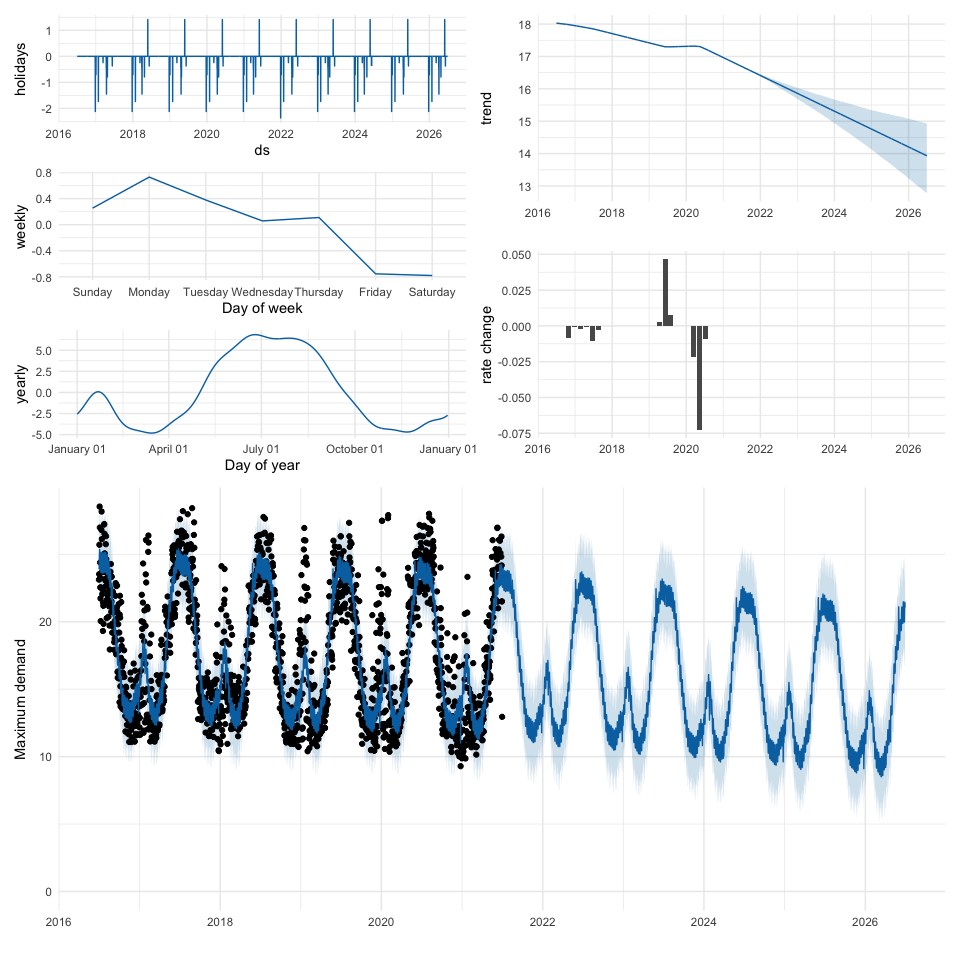 holidays
1
0
-1
-2
2016 2018 2020 2022 2024 2026
ds
weekly
0.8
0.4
0.0
-0.4
-0.8
Sunday Monday Tuesday Wednesday Thursday Friday Saturday
Day of week
yearly
5.0
2.5
0.0
-2.5
-5.0
January 01 April 01 July 01 October 01 January 01
Day of year
trend
18
17
16
15
14
13
2016 2018 2020 2022 2024 2026
rate change
0.050
0.025
0.000
-0.025
-0.050
-0.075
2016 2018 2020 2022 2024 2026
Maximum demand
20
10
0
2016 2018 2020 2022 2024 2026